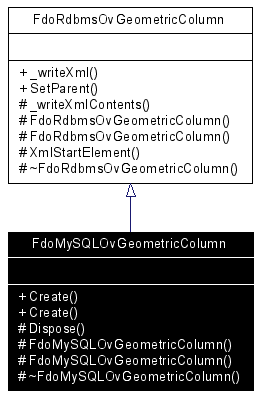 FdoRdbmsOvGeometricColumn
+ _writeXml()
+ SetParent()
# _writeXmlContents()
# FdoRdbmsOvGeometricColumn()
# FdoRdbmsOvGeometricColumn()
# XmlStartElement()
# ~FdoRdbmsOvGeometricColumn()
FdoMySQLOvGeometricColumn
+ Create()
+ Create()
# Dispose()
# FdoMySQLOvGeometricColumn()
# FdoMySQLOvGeometricColumn()
# ~FdoMySQLOvGeometricColumn()